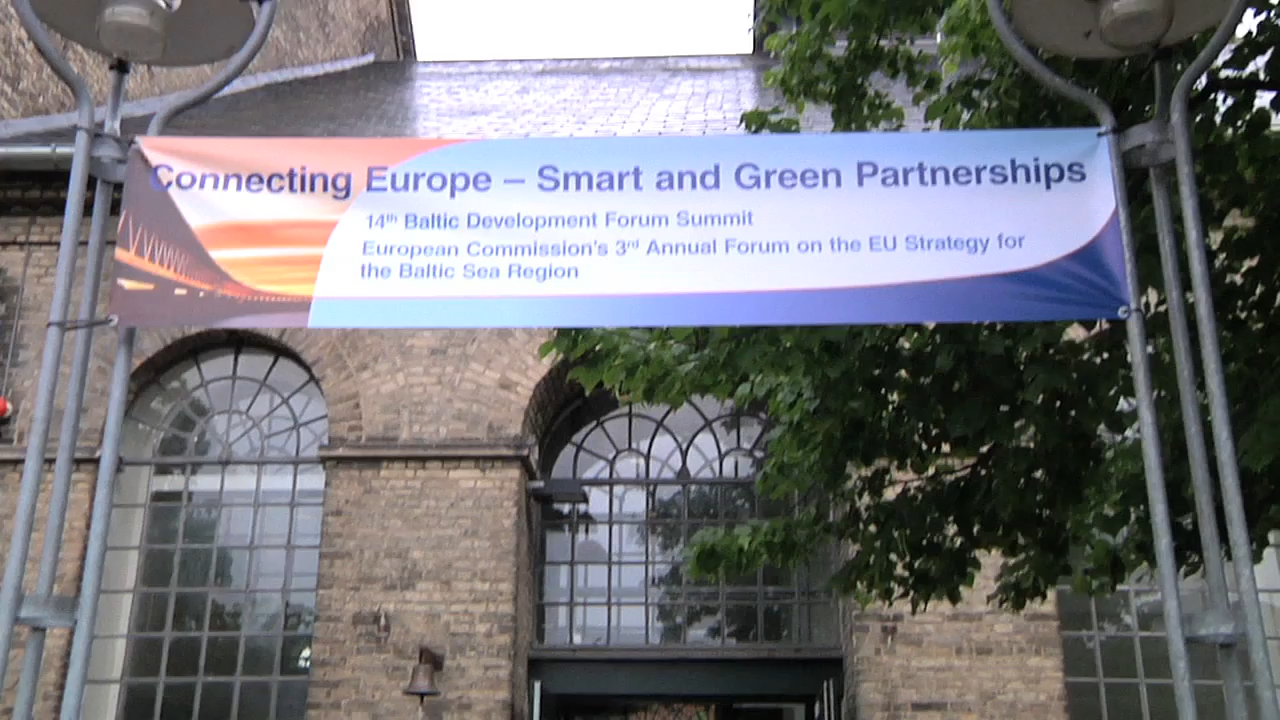 Connecting Europe – Smart and Green Partnerships
14th Baltic Development Forum Summit
European Commission's 3rd Annual Forum on the EU Strategy for
the Baltic Sea Region